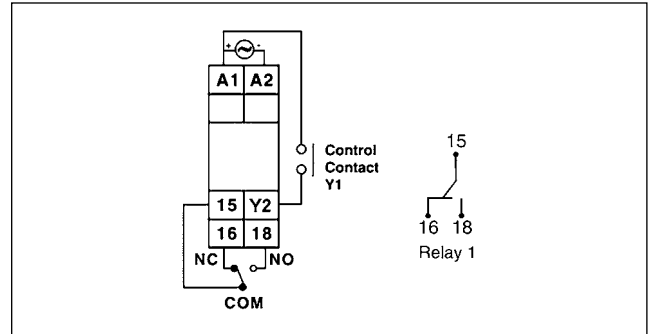 + -
A1 A2
Control
Contact
Y1
15 Y2
16 18
NC NO
COM
15
16 18
Relay 1